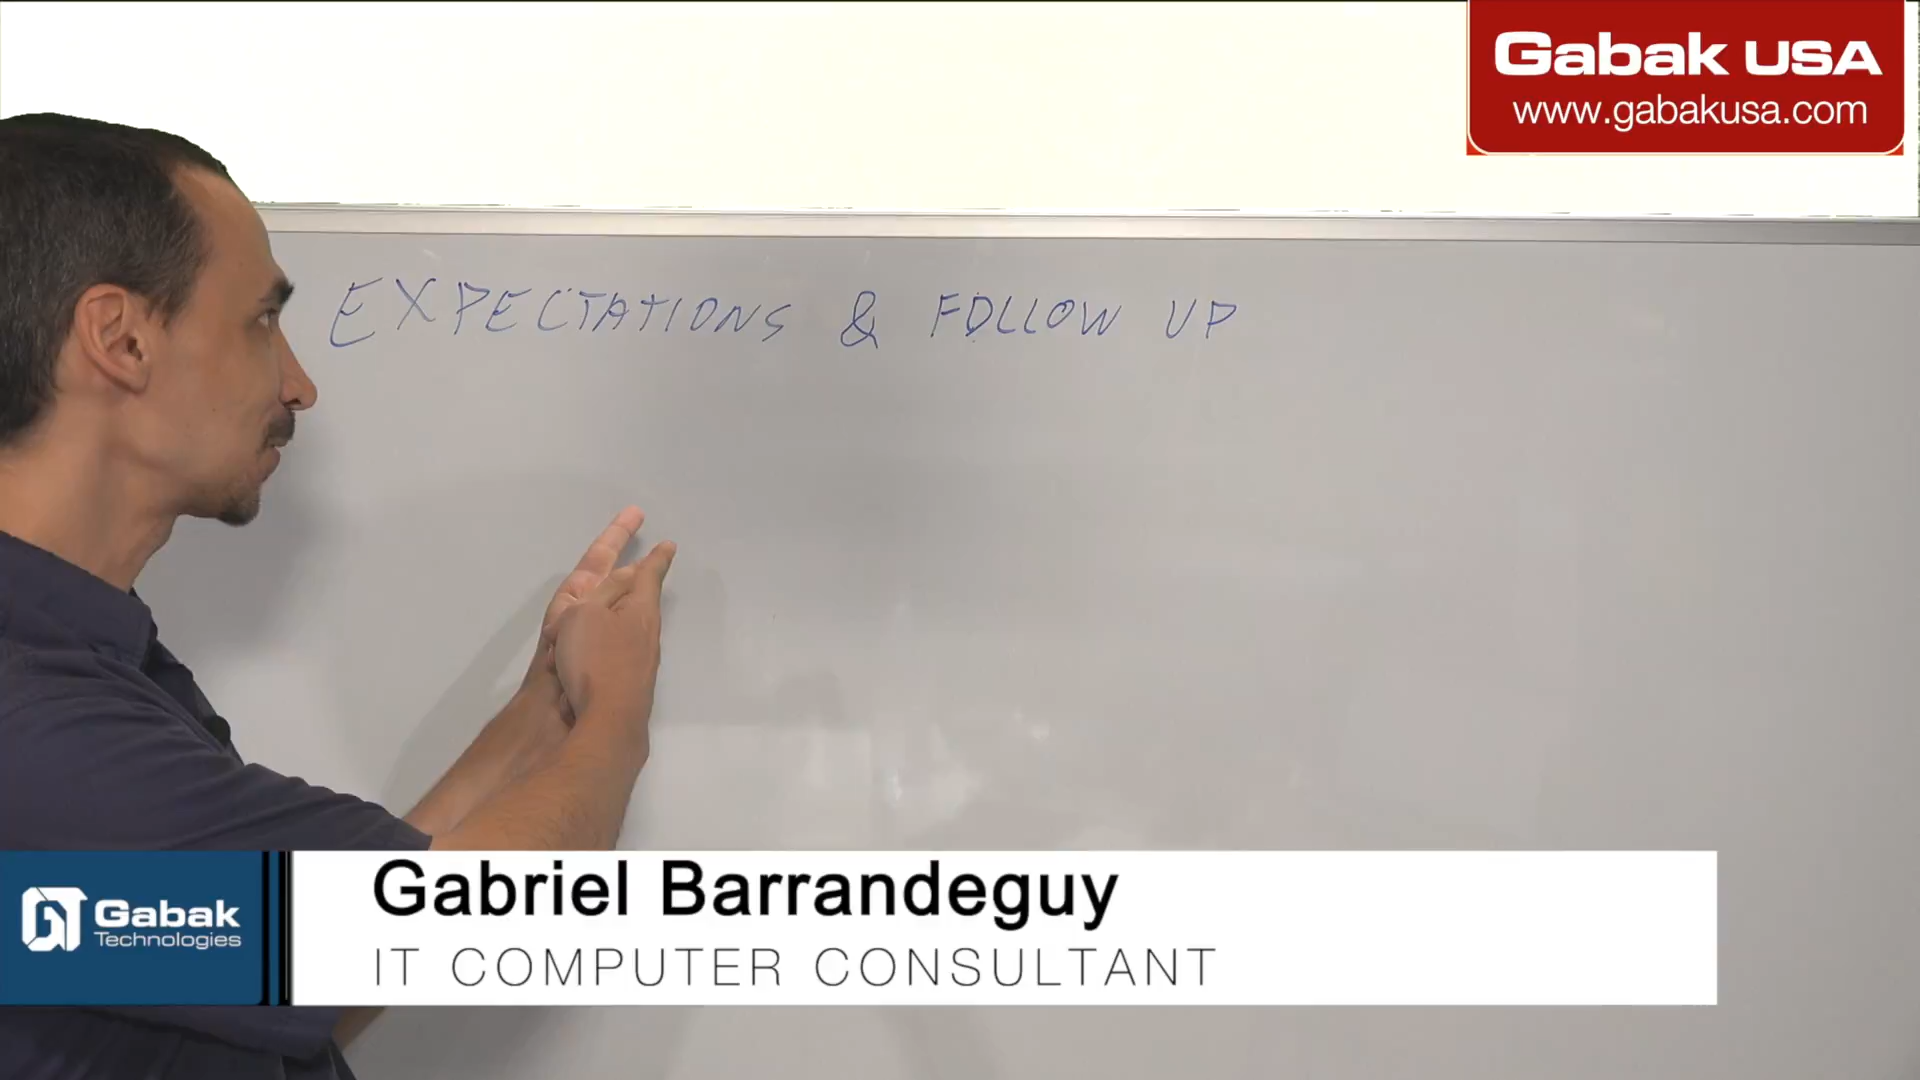 Gabak USA
www.gabakusa.com
EXPECTATIONS & FOLLOW UP
Gabriel Barrandeguy
IT COMPUTER CONSULTANT
Gabak
Technologies